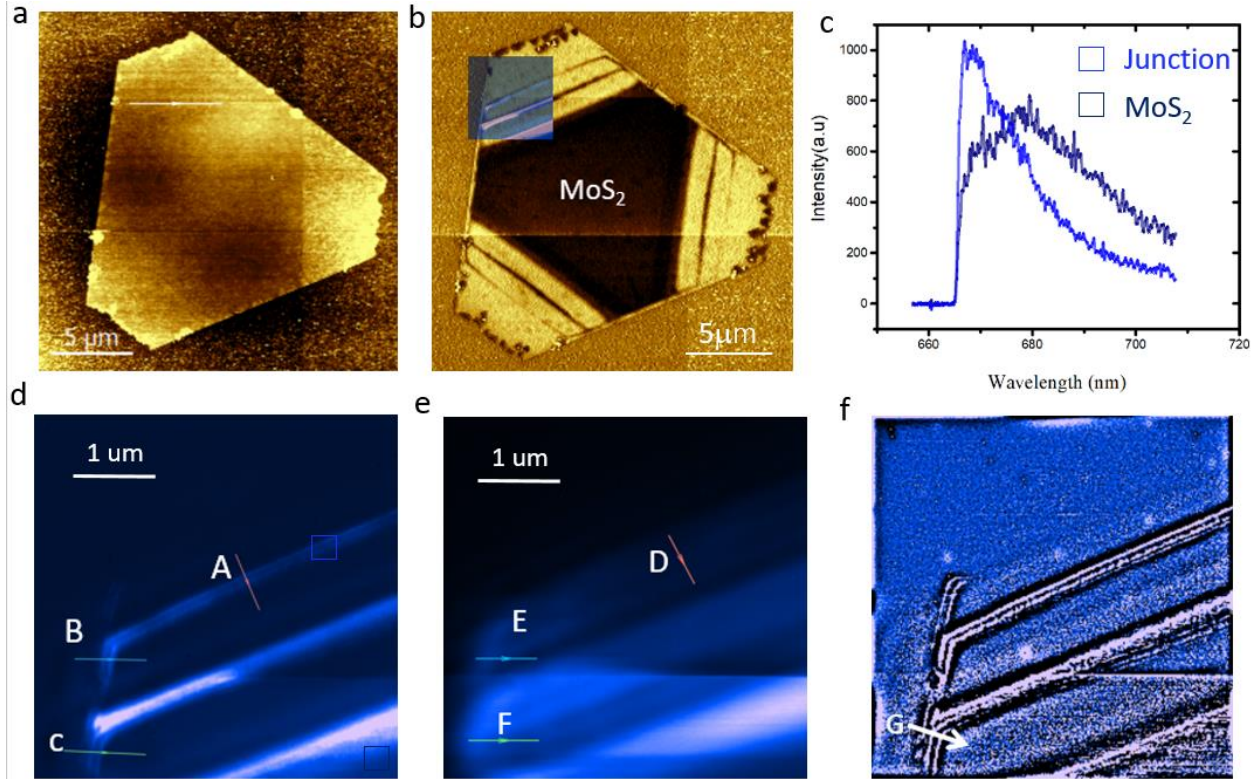 a
5 μm
b
MoS2
5μm
c
Junction
MoS2
Intensity(a.u)
1000
800
600
400
200
0
660
680
700
720
Wavelength (nm)
d
1 um
A
B
c
e
1 um
D
E
F
f
G